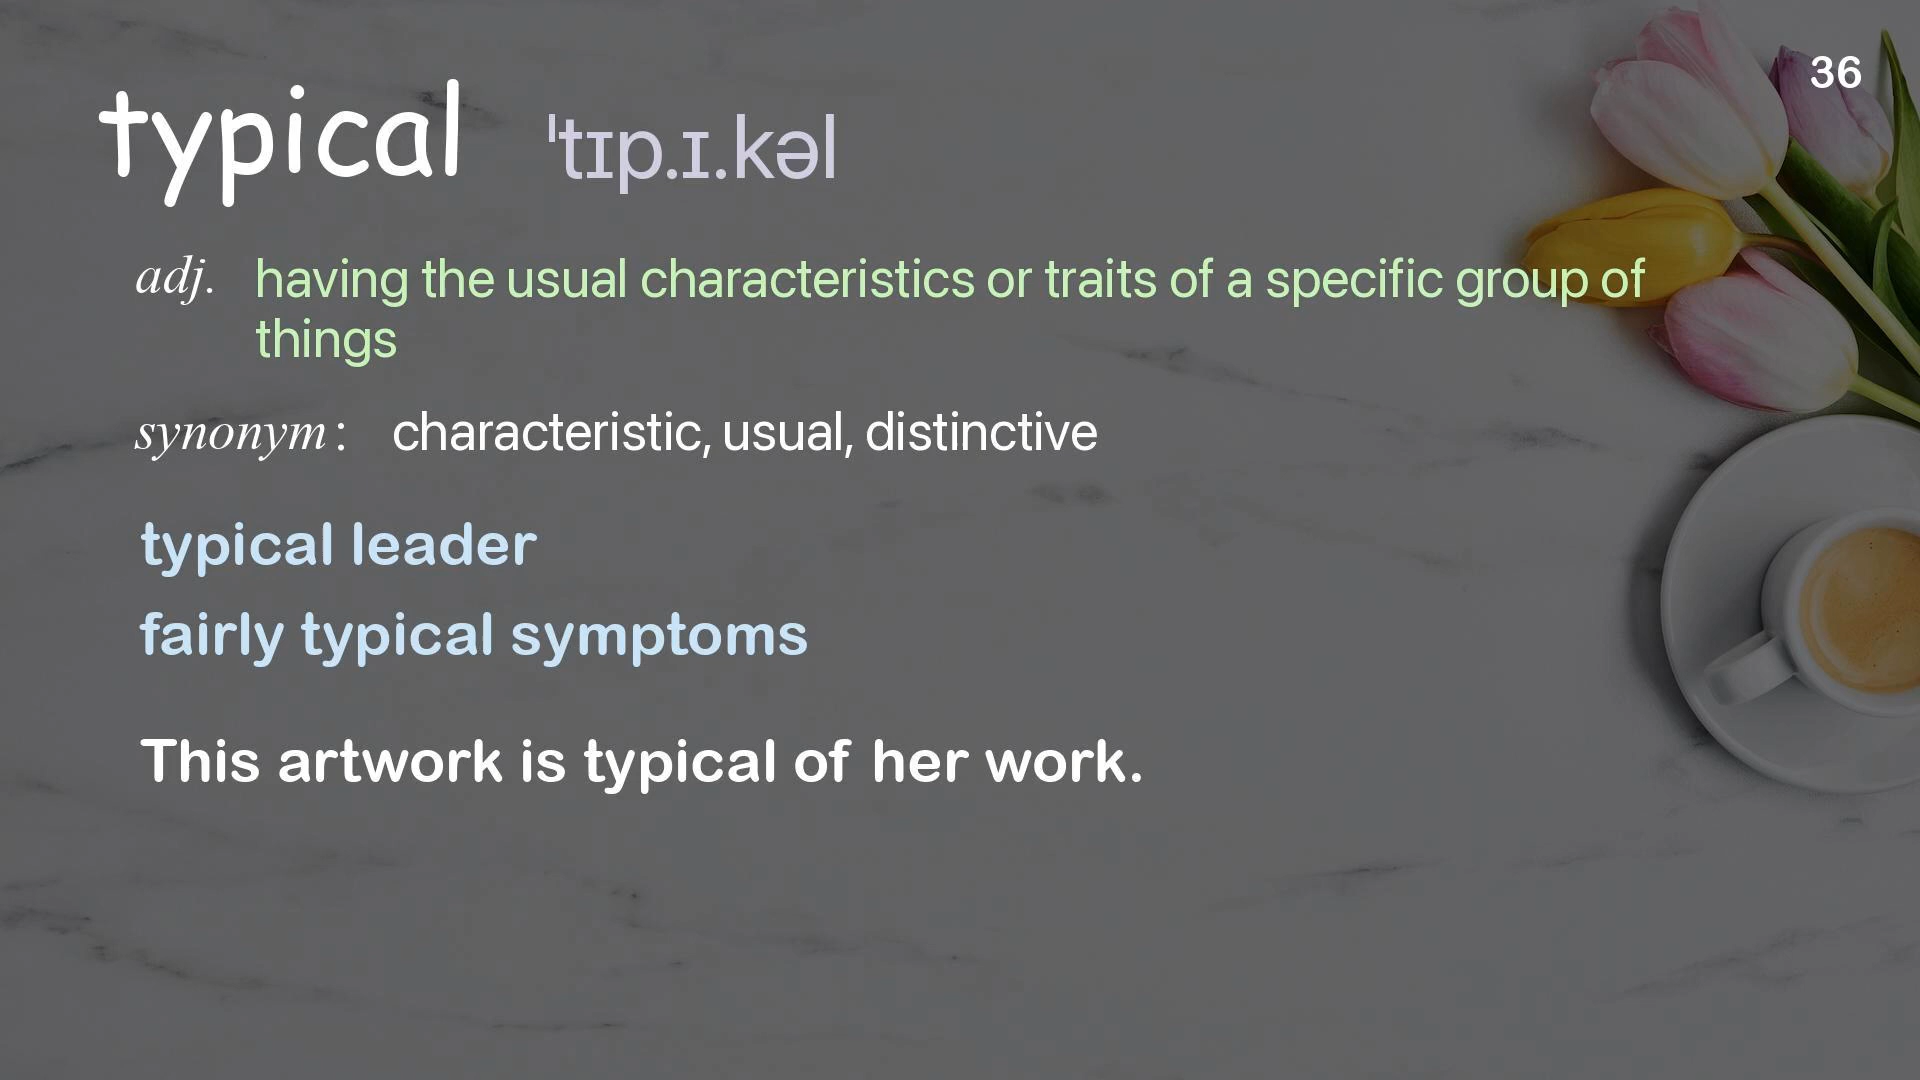 36
typical ˈtɪp.ɪ.kəl
adj. having the usual characteristics or traits of a specific group of
things
synonym: characteristic, usual, distinctive
typical leader
fairly typical symptoms
This artwork is typical of her work.